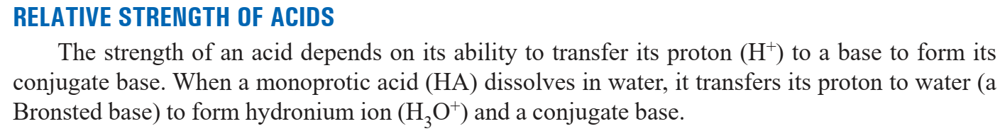 RELATIVE STRENGTH OF ACIDS
The strength of an acid depends on its ability to transfer its proton (H⁺) to a base to form its
conjugate base. When a monoprotic acid (HA) dissolves in water, it transfers its proton to water (a
Bronsted base) to form hydronium ion (H₃O⁺) and a conjugate base.